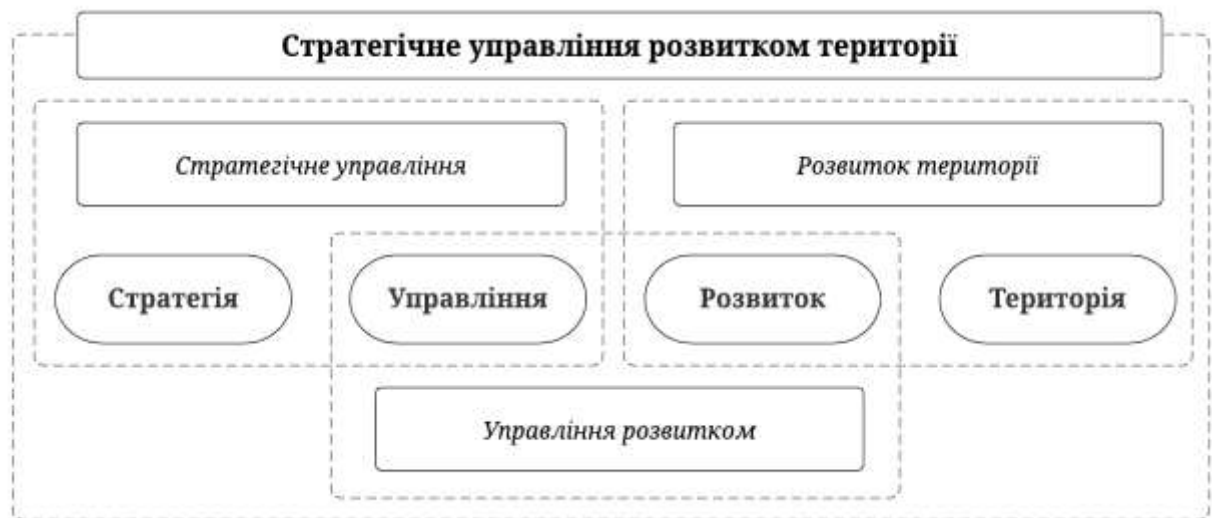 Стратегічне управління розвитком території
Стратегічне управління
Розвиток території
Стратегія
Управління
Розвиток
Територія
Управління розвитком